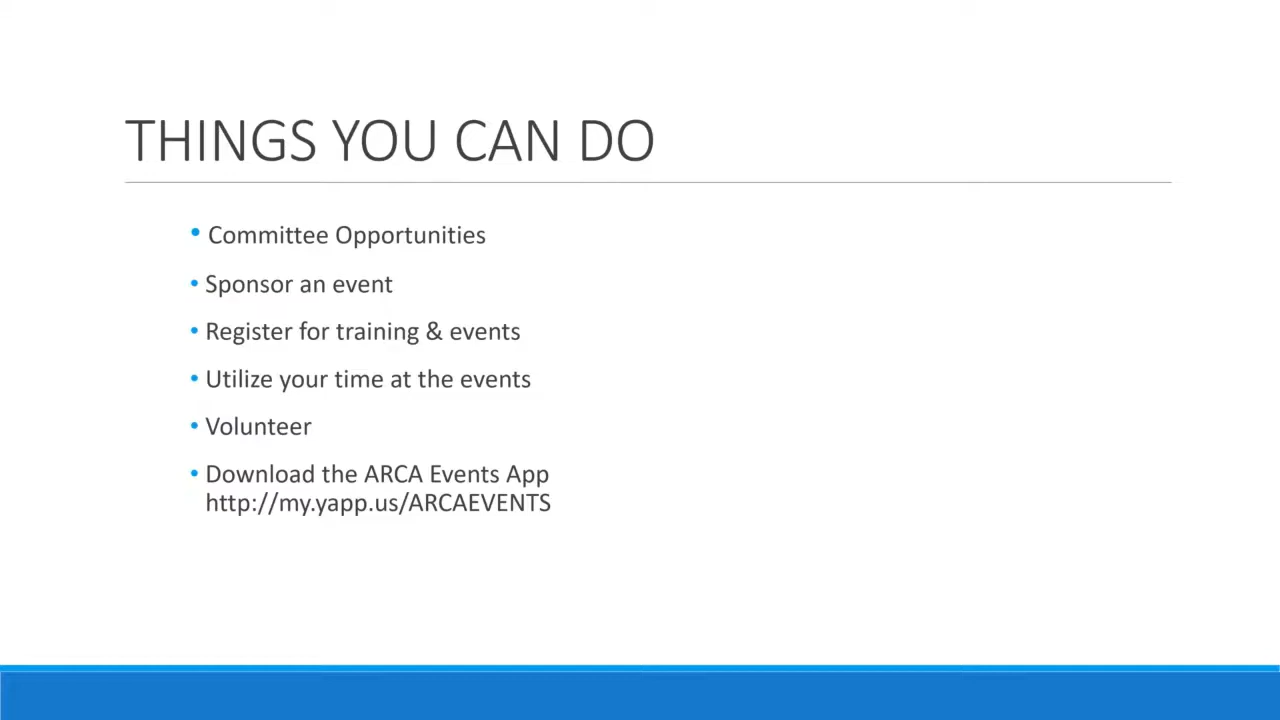 THINGS YOU CAN DO
• Committee Opportunities
• Sponsor an event
• Register for training & events
• Utilize your time at the events
• Volunteer
• Download the ARCA Events App
http://my.yapp.us/ARCAEVENTS